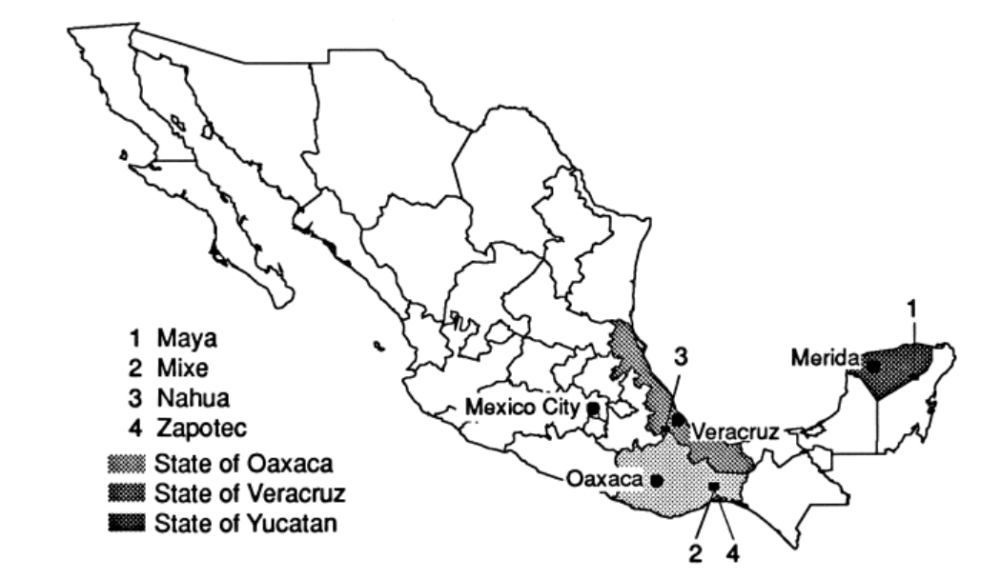 1
Merida
3
1 Maya
2 Mixe
3 Nahua
4 Zapotec
Mexico City
Veracruz
State of Oaxaca
State of Veracruz
State of Yucatan
Oaxaca
2 4